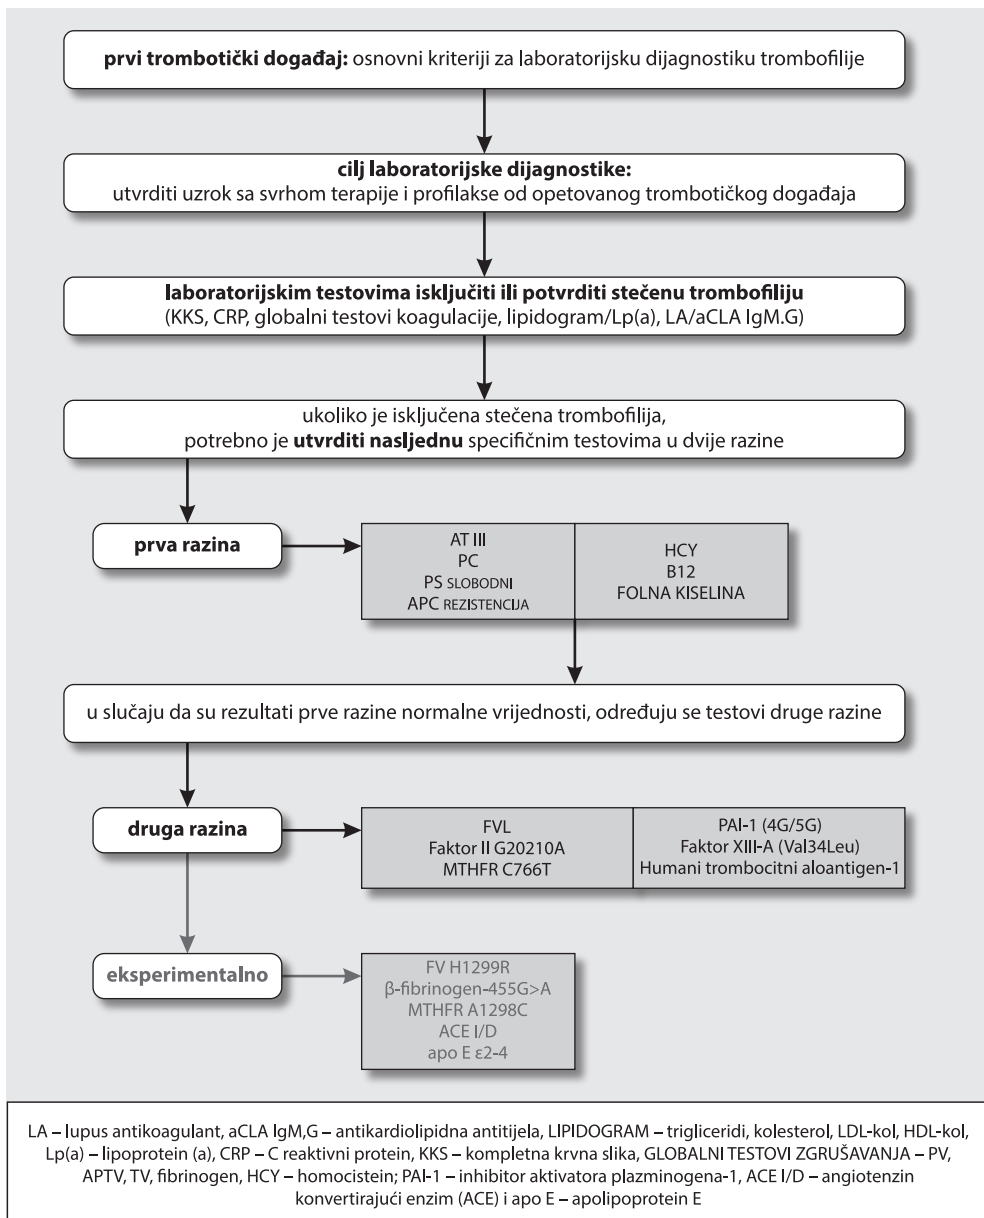 prvi trombotički događaj: osnovni kriteriji za laboratorijsku dijagnostiku trombofilije
cilj laboratorijske dijagnostike:
utvrditi uzrok sa svrhom terapije i profilakse od opetovanog trombotičkog događaja
laboratorijskim testovima isključiti ili potvrditi stečenu trombofiliju
(KKS, CRP, globalni testovi koagulacije, lipidogram/Lp(a), LA/aCLA IgM.G)
ukoliko je isključena stečena trombofilija,
potrebno je utvrditi nasljednu specifičnim testovima u dvije razine
prva razina
AT III
PC
PS SLOBODNI
APC REZISTENCIJA
HCY
B12
FOLNA KISELINA
u slučaju da su rezultati prve razine normalne vrijednosti, određuju se testovi druge razine
druga razina
FVL
Faktor II G20210A
MTHFR C766T
PAI-1 (4G/5G)
Faktor XIII-A (Val34Leu)
Humani trombocitni aloantigen-1
eksperimentalno
FV H1299R
β-fibrinogen-455G>A
MTHFR A1298C
ACE I/D
apo E ε2-4
LA – lupus antikoagulant, aCLA IgM,G – antikardiolipidna antitijela, LIPIDOGRAM – trigliceridi, kolesterol, LDL-kol, HDL-kol,
Lp(a) – lipoprotein (a), CRP – C reaktivni protein, KKS – kompletna krvna slika, GLOBALNI TESTOVI ZGRUŠAVANJA – PV,
APTV, TV, fibrinogen, HCY – homocistein; PAI-1 – inhibitor aktivatora plazminogena-1, ACE I/D – angiotenzin
konvertirajući enzim (ACE) i apo E – apolipoprotein E